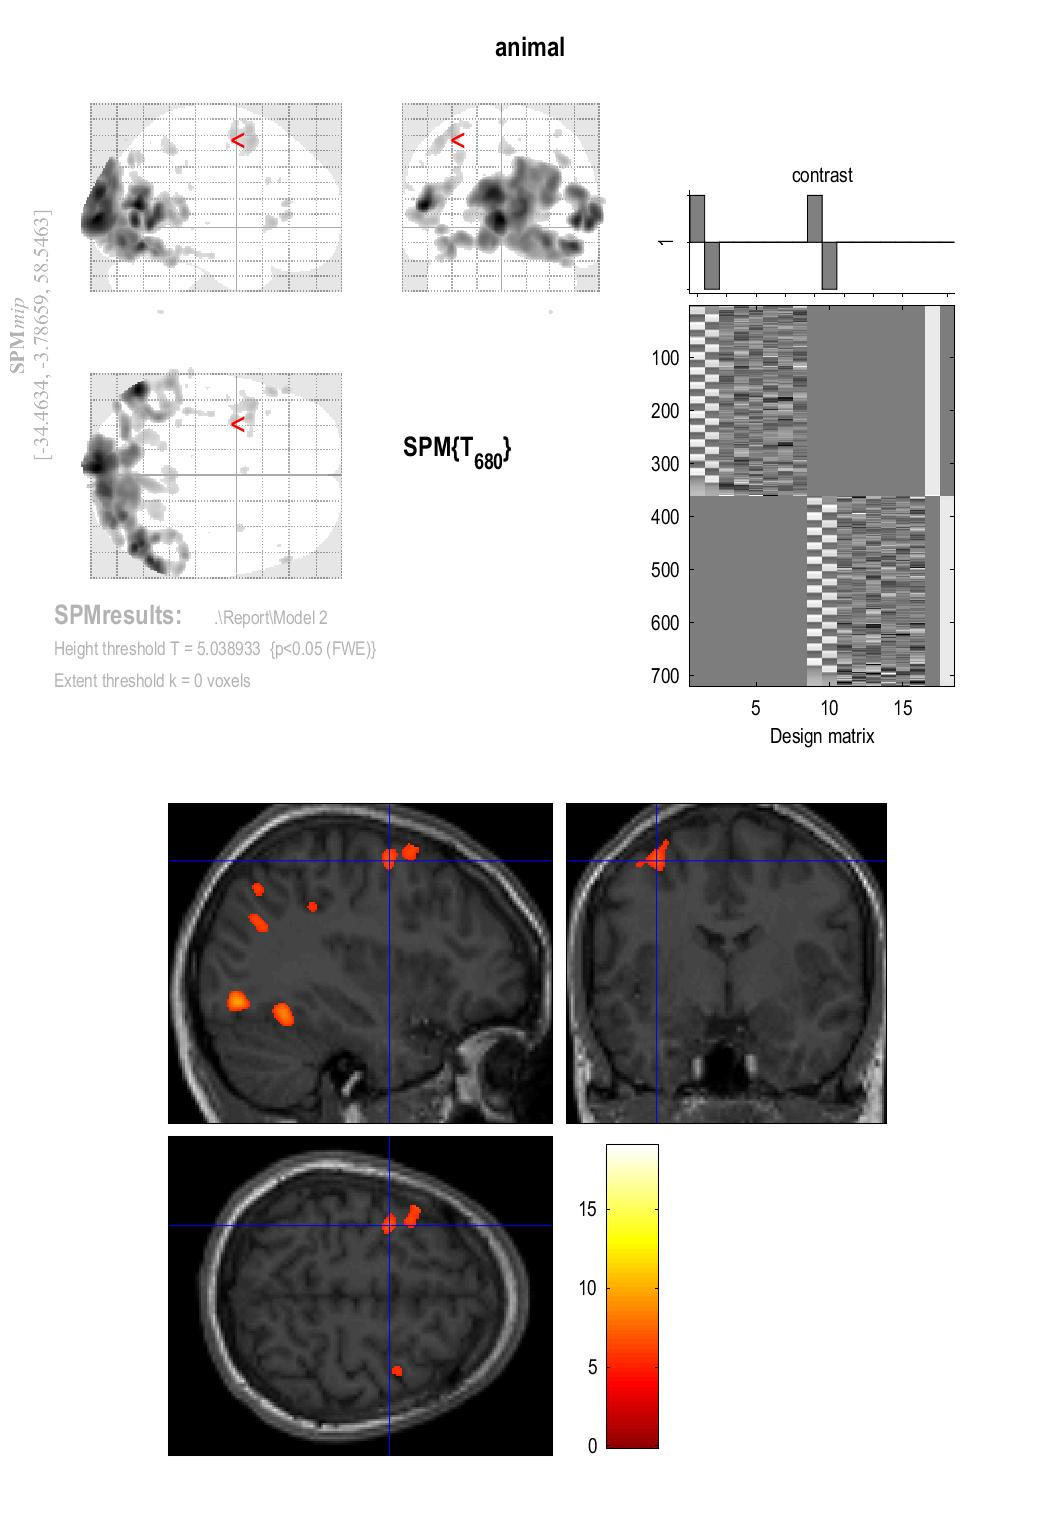 animal
SPMmip
[-34.4634, -3.78659, 58.5463]
<
<
<
SPM{T680}
SPMresults: .\Report\Model 2
Height threshold T = 5.038933 {p<0.05 (FWE)}
Extent threshold k = 0 voxels
contrast
1
100
200
300
400
500
600
700
5 10 15
Design matrix
15
10
5
0